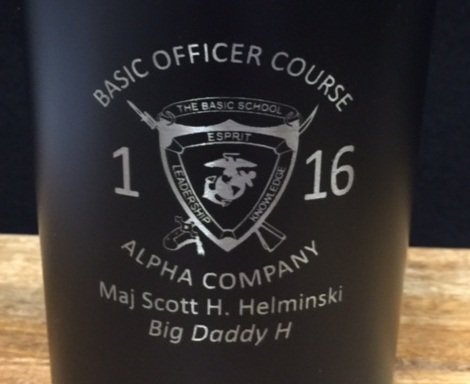 BASIC OFFICER COURSE
THE BASIC SCHOOL
ESPRIT
1 16
LEADERSHIP KNOWLEDGE
ALPHA COMPANY
Maj Scott H. Helminski
Big Daddy H